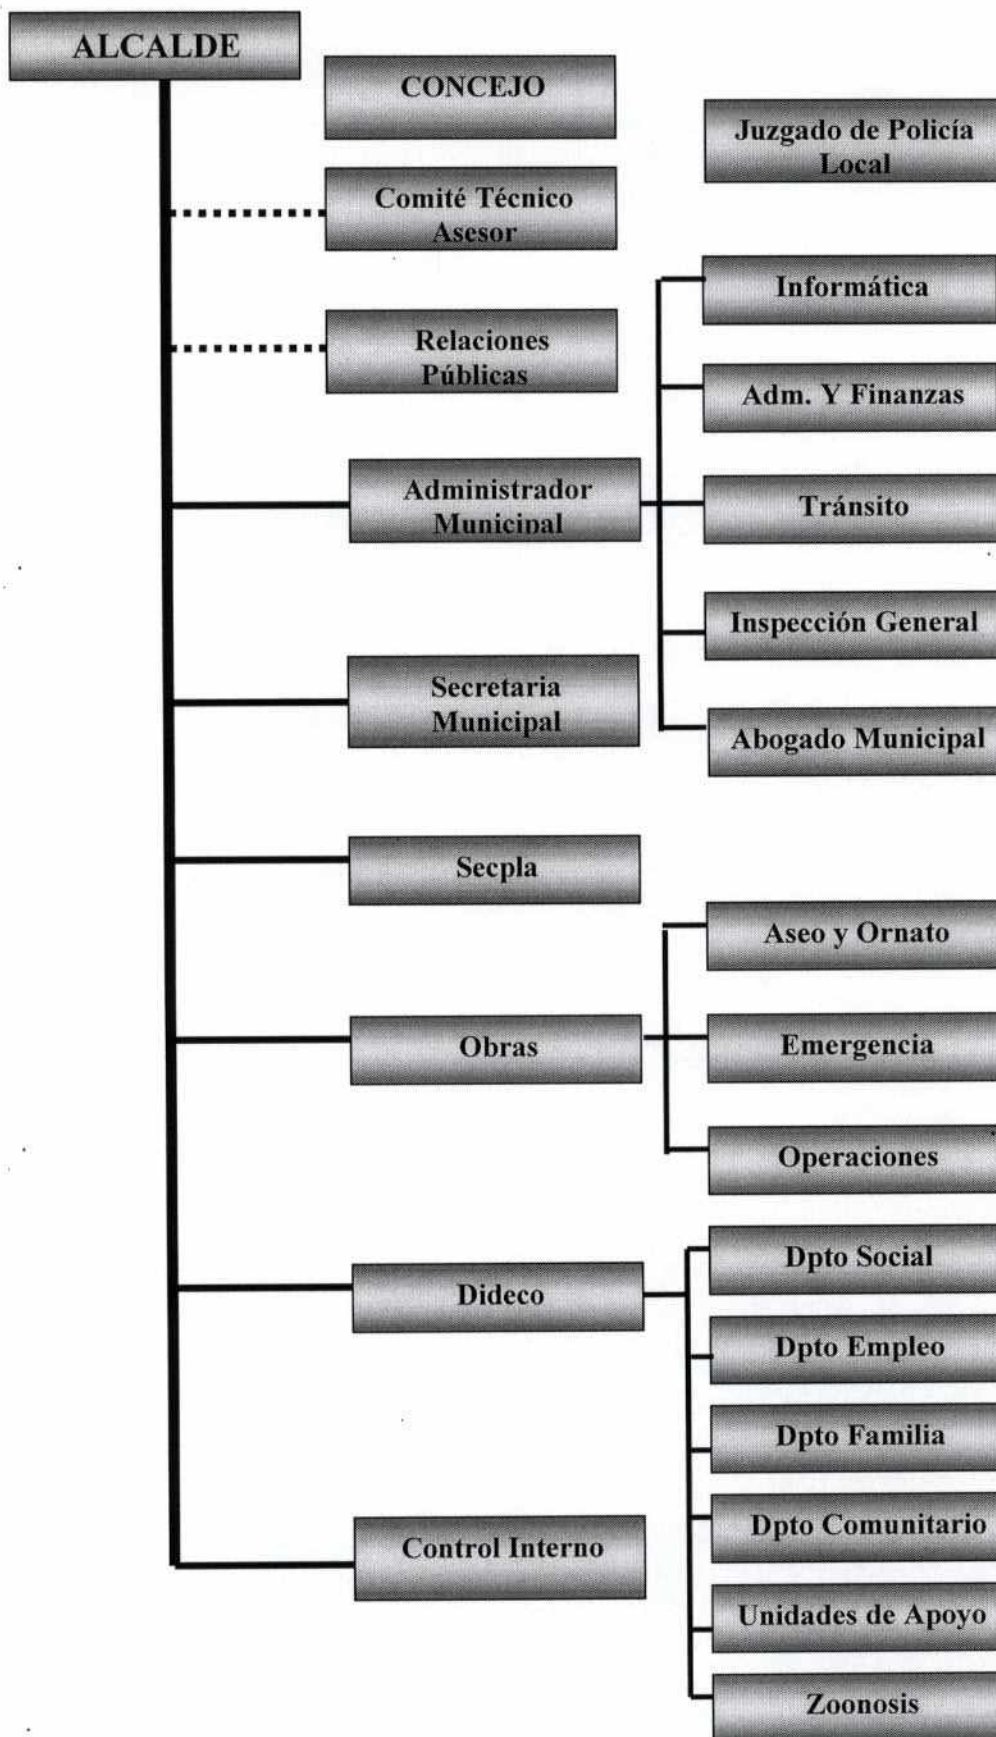 ALCALDE
CONCEJO
Juzgado de Policía
Local
Comité Técnico
Asesor
Relaciones
Públicas
Informática
Adm. Y Finanzas
Administrador
Municipal
Tránsito
Inspección General
Abogado Municipal
Secretaria
Municipal
Secpla
Aseo y Ornato
Obras
Emergencia
Operaciones
Dideco
Dpto Social
Dpto Empleo
Dpto Familia
Dpto Comunitario
Unidades de Apoyo
Zoonosis
Control Interno